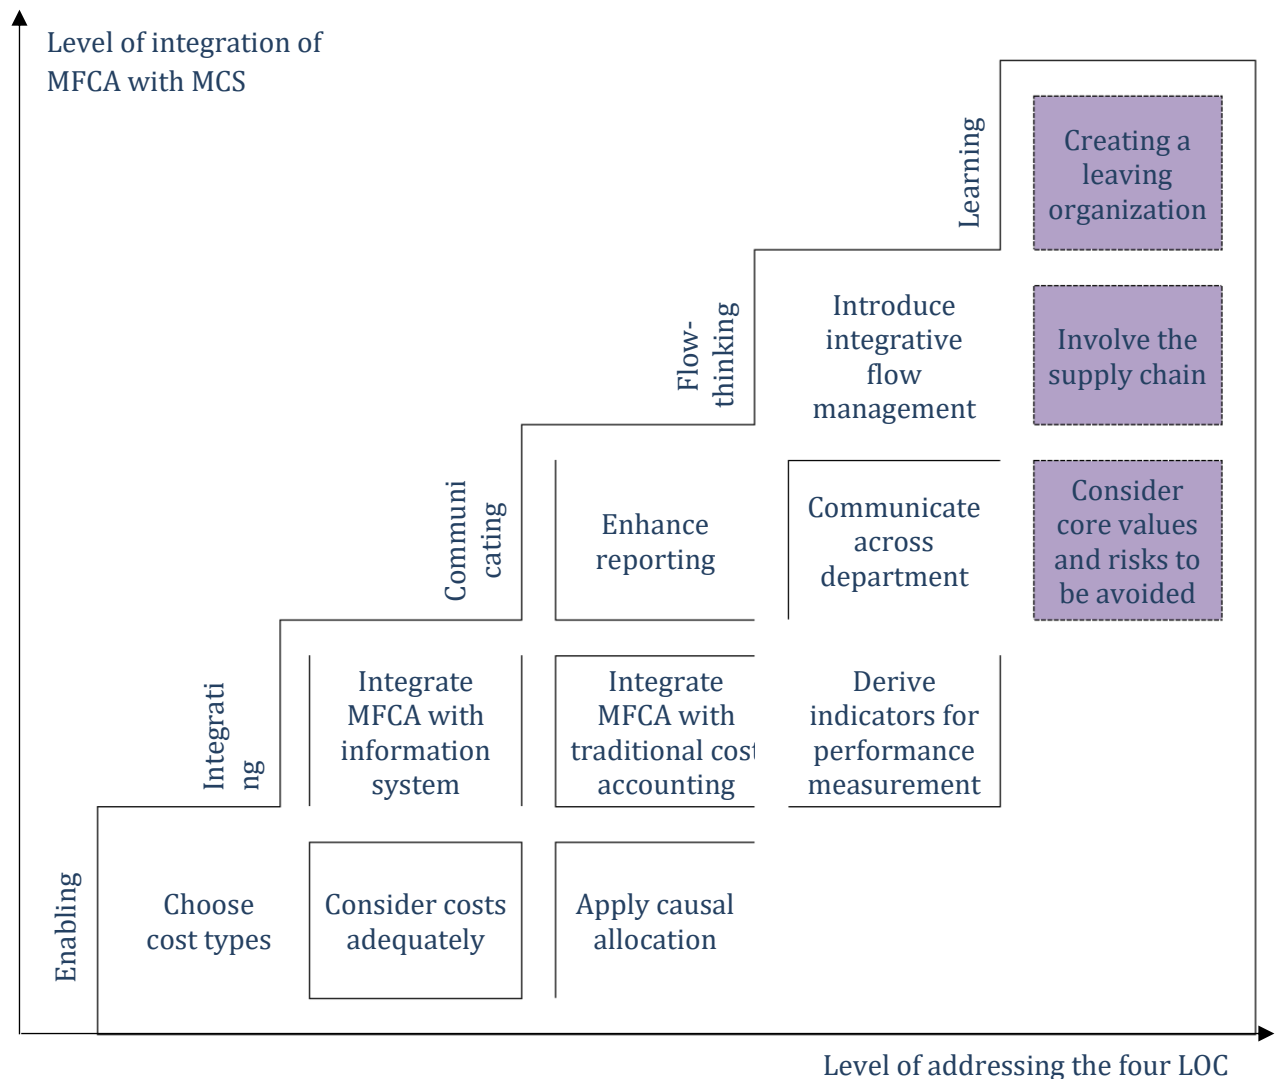 Level of integration of
MFCA with MCS
Learning
Creating a
leaving
organization
Flow-
thinking
Introduce
integrative
flow
management
Involve the
supply chain
Communi
cating
Enhance
reporting
Communicate
across
department
Consider
core values
and risks to
be avoided
Integrati
ng
Integrate
MFCA with
information
system
Integrate
MFCA with
traditional cost
accounting
Derive
indicators for
performance
measurement
Enabling
Choose
cost types
Consider costs
adequately
Apply causal
allocation
Level of addressing the four LOC